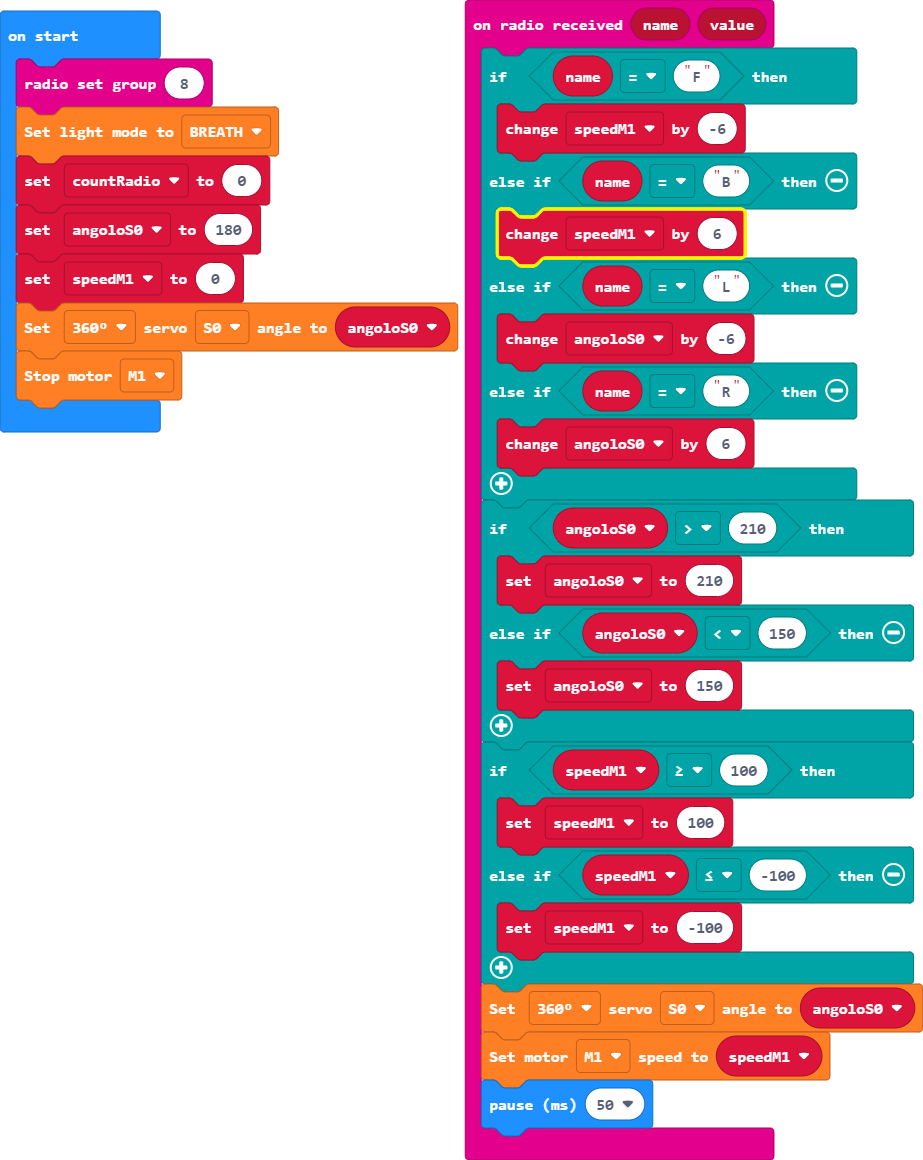 on start
radio set group 8
Set light mode to BREATH
set countRadio to 0
set angoloS0 to 180
set speedM1 to 0
Set 360º servo S0 angle to angoloS0
Stop motor M1
on radio received name value
if name = "F" then
change speedM1 by -6
else if name = "B" then
change speedM1 by 6
else if name = "L" then
change angoloS0 by -6
else if name = "R" then
change angoloS0 by 6
if angoloS0 > 210 then
set angoloS0 to 210
else if angoloS0 < 150 then
set angoloS0 to 150
if speedM1 ≥ 100 then
set speedM1 to 100
else if speedM1 ≤ -100 then
set speedM1 to -100
Set 360º servo S0 angle to angoloS0
Set motor M1 speed to speedM1
pause (ms) 50